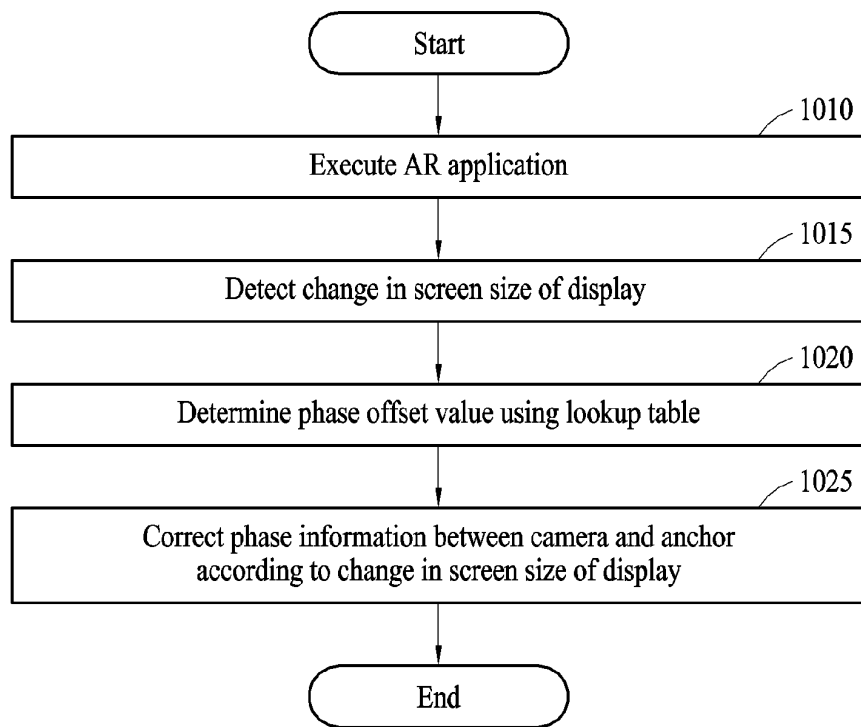 Start
1010
Execute AR application
1015
Detect change in screen size of display
1020
Determine phase offset value using lookup table
1025
Correct phase information between camera and anchor
according to change in screen size of display
End